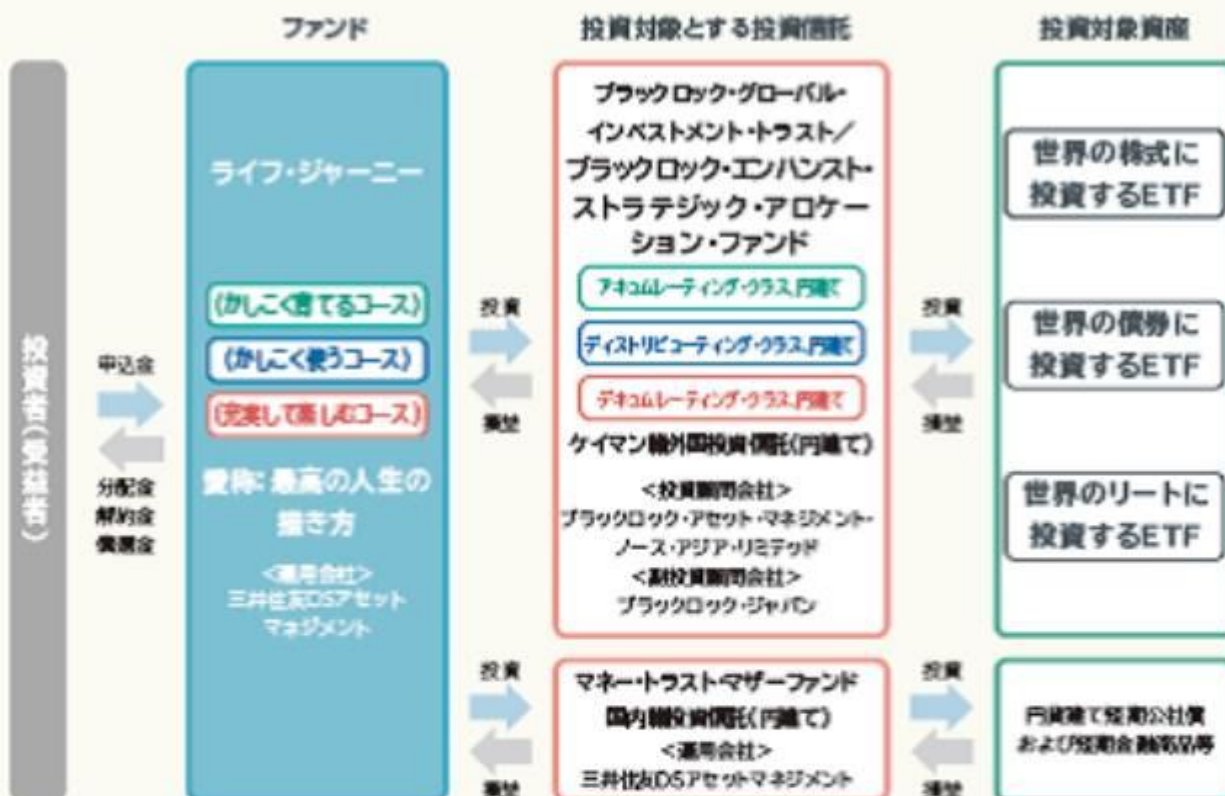 ファンド
投資対象とする投資信託
投資対象資産
投資者(受益者)
申込金
分配金
解約金
償還金
ライフ・ジャーニー
(かしこく育てるコース)
(かしこく使うコース)
(充実して楽しむコース)
愛称:最高の人生の
描き方
<運用会社>
三井住友DSアセット
マネジメント
投資
損益
投資
損益
ブラックロック・グローバル・
インベストメント・トラスト/
ブラックロック・エンハンスト・
ストラテジック・アロケー
ション・ファンド
アキュムレーティング・クラス、円建て
ディストリビューティング・クラス、円建て
デキュムレーティング・クラス、円建て
ケイマン籍外国投資信託(円建て)
<投資顧問会社>
ブラックロック・アセット・マネジメント・
ノース・アジア・リミテッド
<副投資顧問会社>
ブラックロック・ジャパン
マネー・トラスト・マザーファンド
国内籍投資信託(円建て)
<運用会社>
三井住友DSアセットマネジメント
投資
損益
投資
損益
世界の株式に
投資するETF
世界の債券に
投資するETF
世界のリートに
投資するETF
円貨建て短期公社債
および短期金融商品等